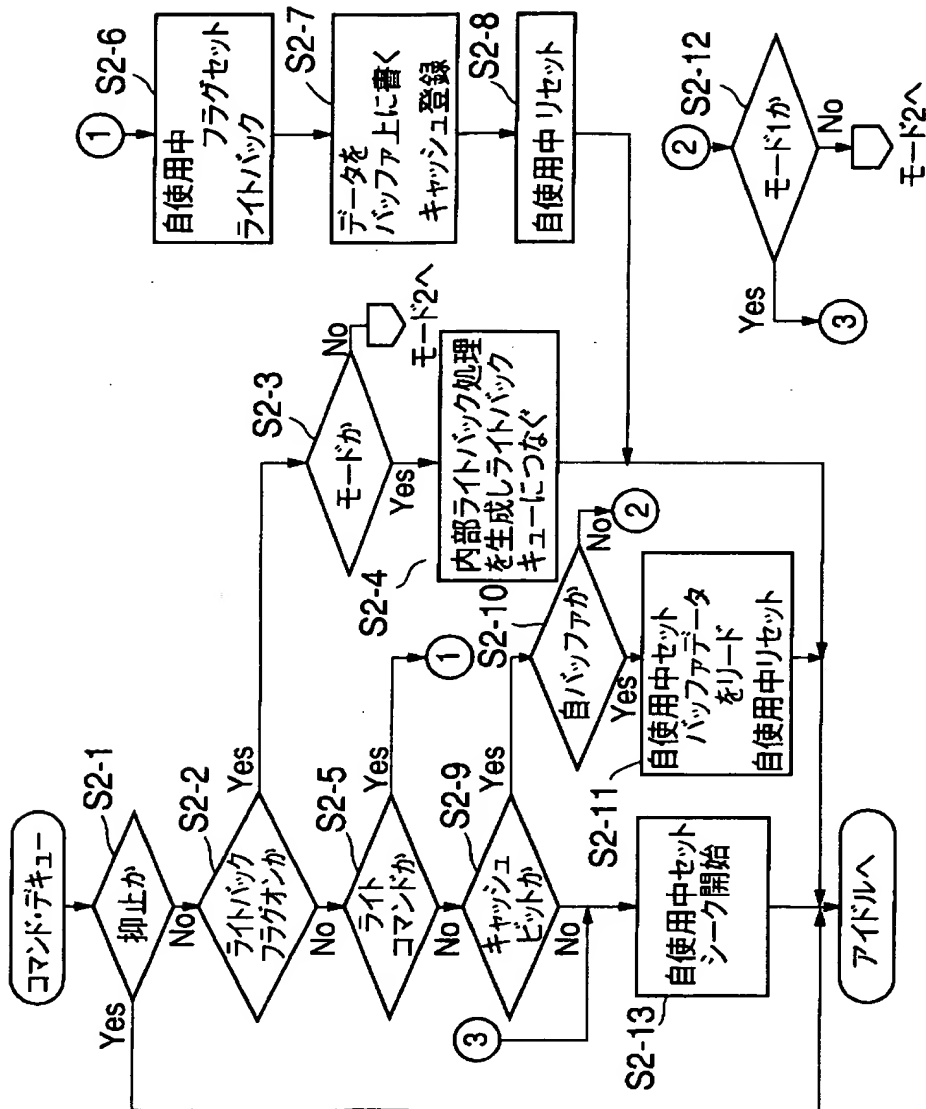 コマンド・デキュー
S2-1
抑止か
Yes
No
S2-2
ライトバック
フラグオンか
Yes
No
S2-3
モードか
No
モード2へ
Yes
S2-4
内部ライトバック処理
を生成しライトバック
キューにつなぐ
S2-5
ライト
コマンドか
Yes
1
No
1
S2-6
自使用中
フラグセット
ライトバック
S2-7
データを
バッファ上に書く
キャッシュ登録
S2-8
自使用中 リセット
S2-9
キャッシュ
ビットか
Yes
No
S2-10
自バッファか
No
2
Yes
S2-11
自使用中セット
バッファデータ
をリード
自使用中リセット
2
S2-12
モード1か
No
モード2へ
Yes
3
3
S2-13
自使用中セット
シーク開始
アイドルへ